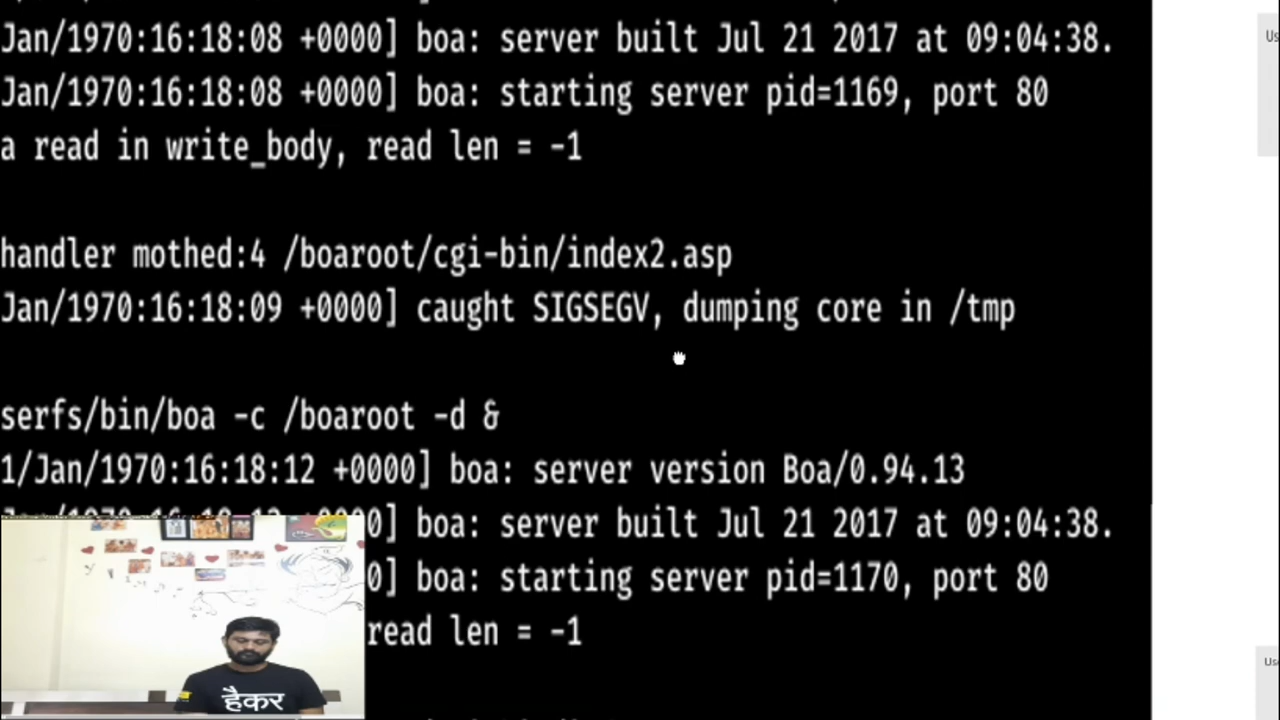 Jan/1970:16:18:08 +0000] boa: server built Jul 21 2017 at 09:04:38.
Jan/1970:16:18:08 +0000] boa: starting server pid=1169, port 80
a read in write_body, read len = -1
handler mothed:4 /boaroot/cgi-bin/index2.asp
Jan/1970:16:18:09 +0000] caught SIGSEGV, dumping core in /tmp
serfs/bin/boa -c /boaroot -d &
1/Jan/1970:16:18:12 +0000] boa: server version Boa/0.94.13
0] boa: server built Jul 21 2017 at 09:04:38.
0] boa: starting server pid=1170, port 80
read len = -1
हैकर
Us
Use